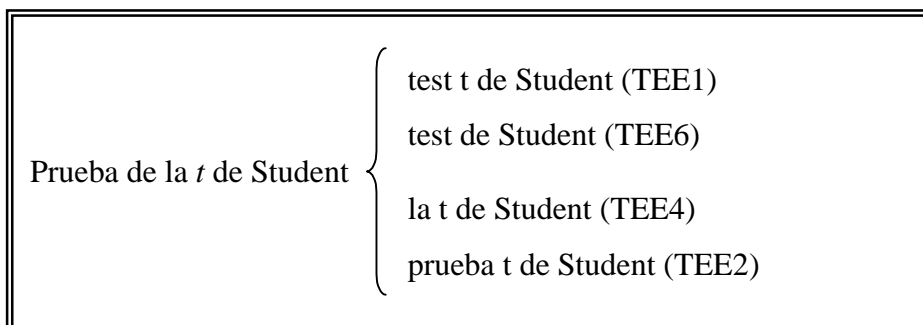 test t de Student (TEE1)
test de Student (TEE6)
Prueba de la t de Student
la t de Student (TEE4)
prueba t de Student (TEE2)